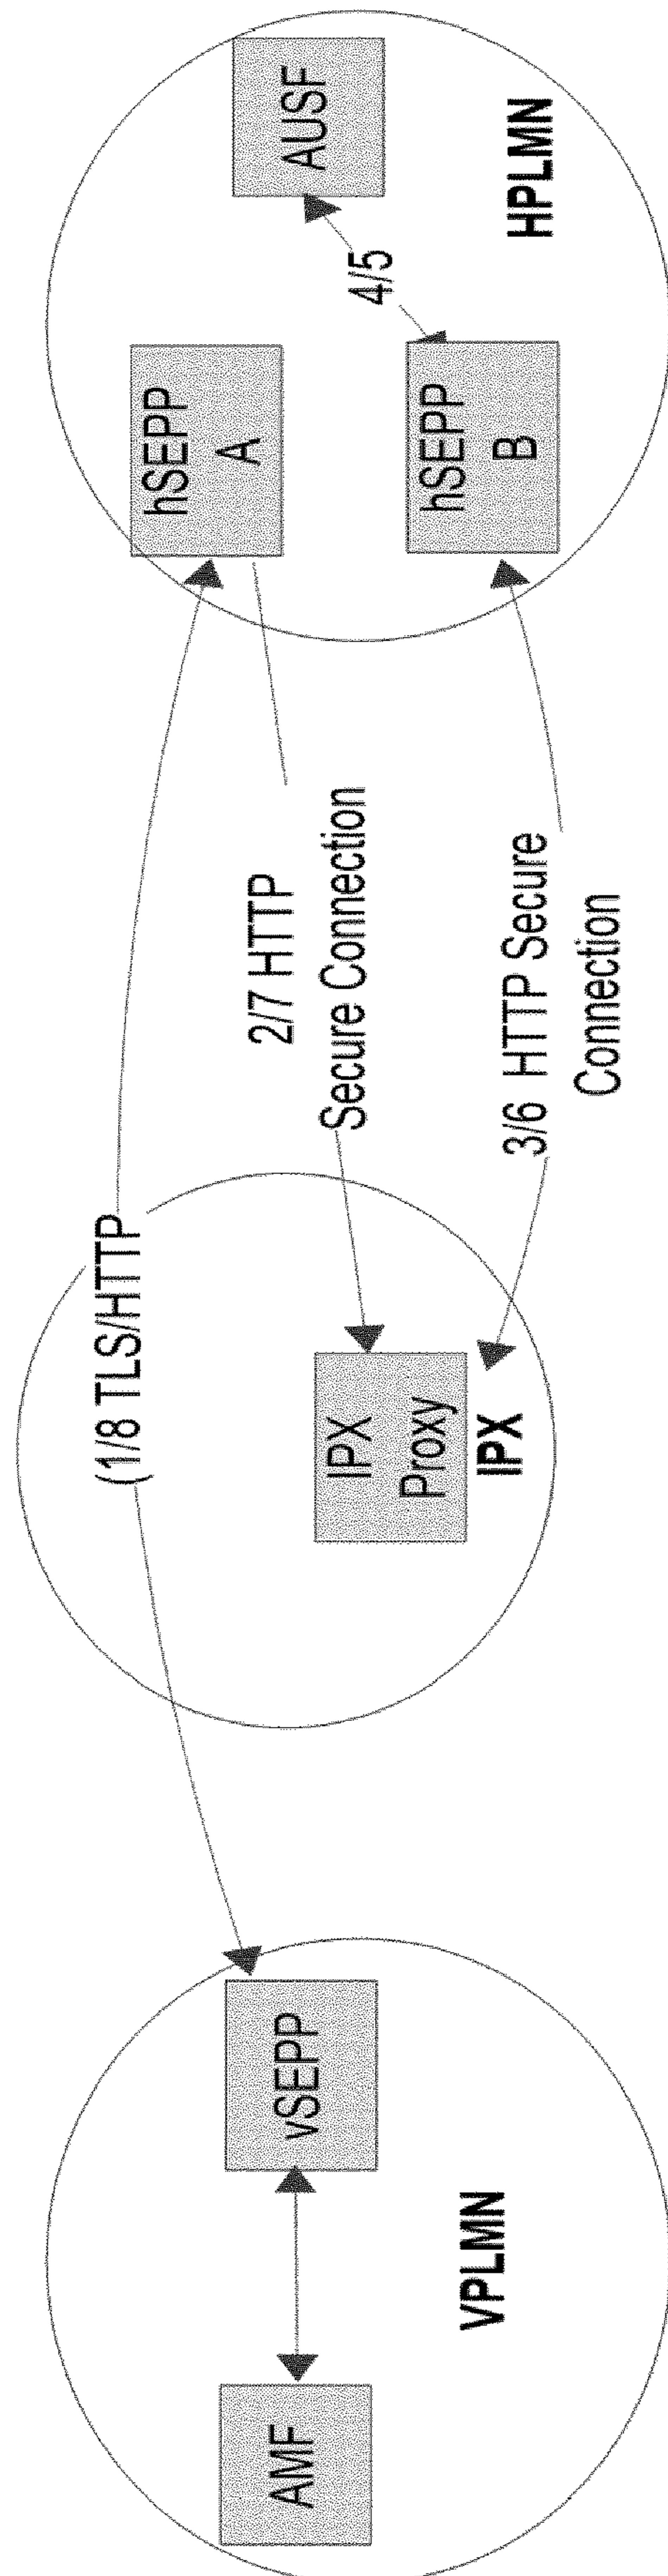 AMF
vSEPP
VPLMN
(1/8 TLS/HTTP
IPX
Proxy
IPX
2/7 HTTP
Secure Connection
3/6 HTTP Secure
Connection
hSEPP
A
hSEPP
B
4/5
AUSF
HPLMN